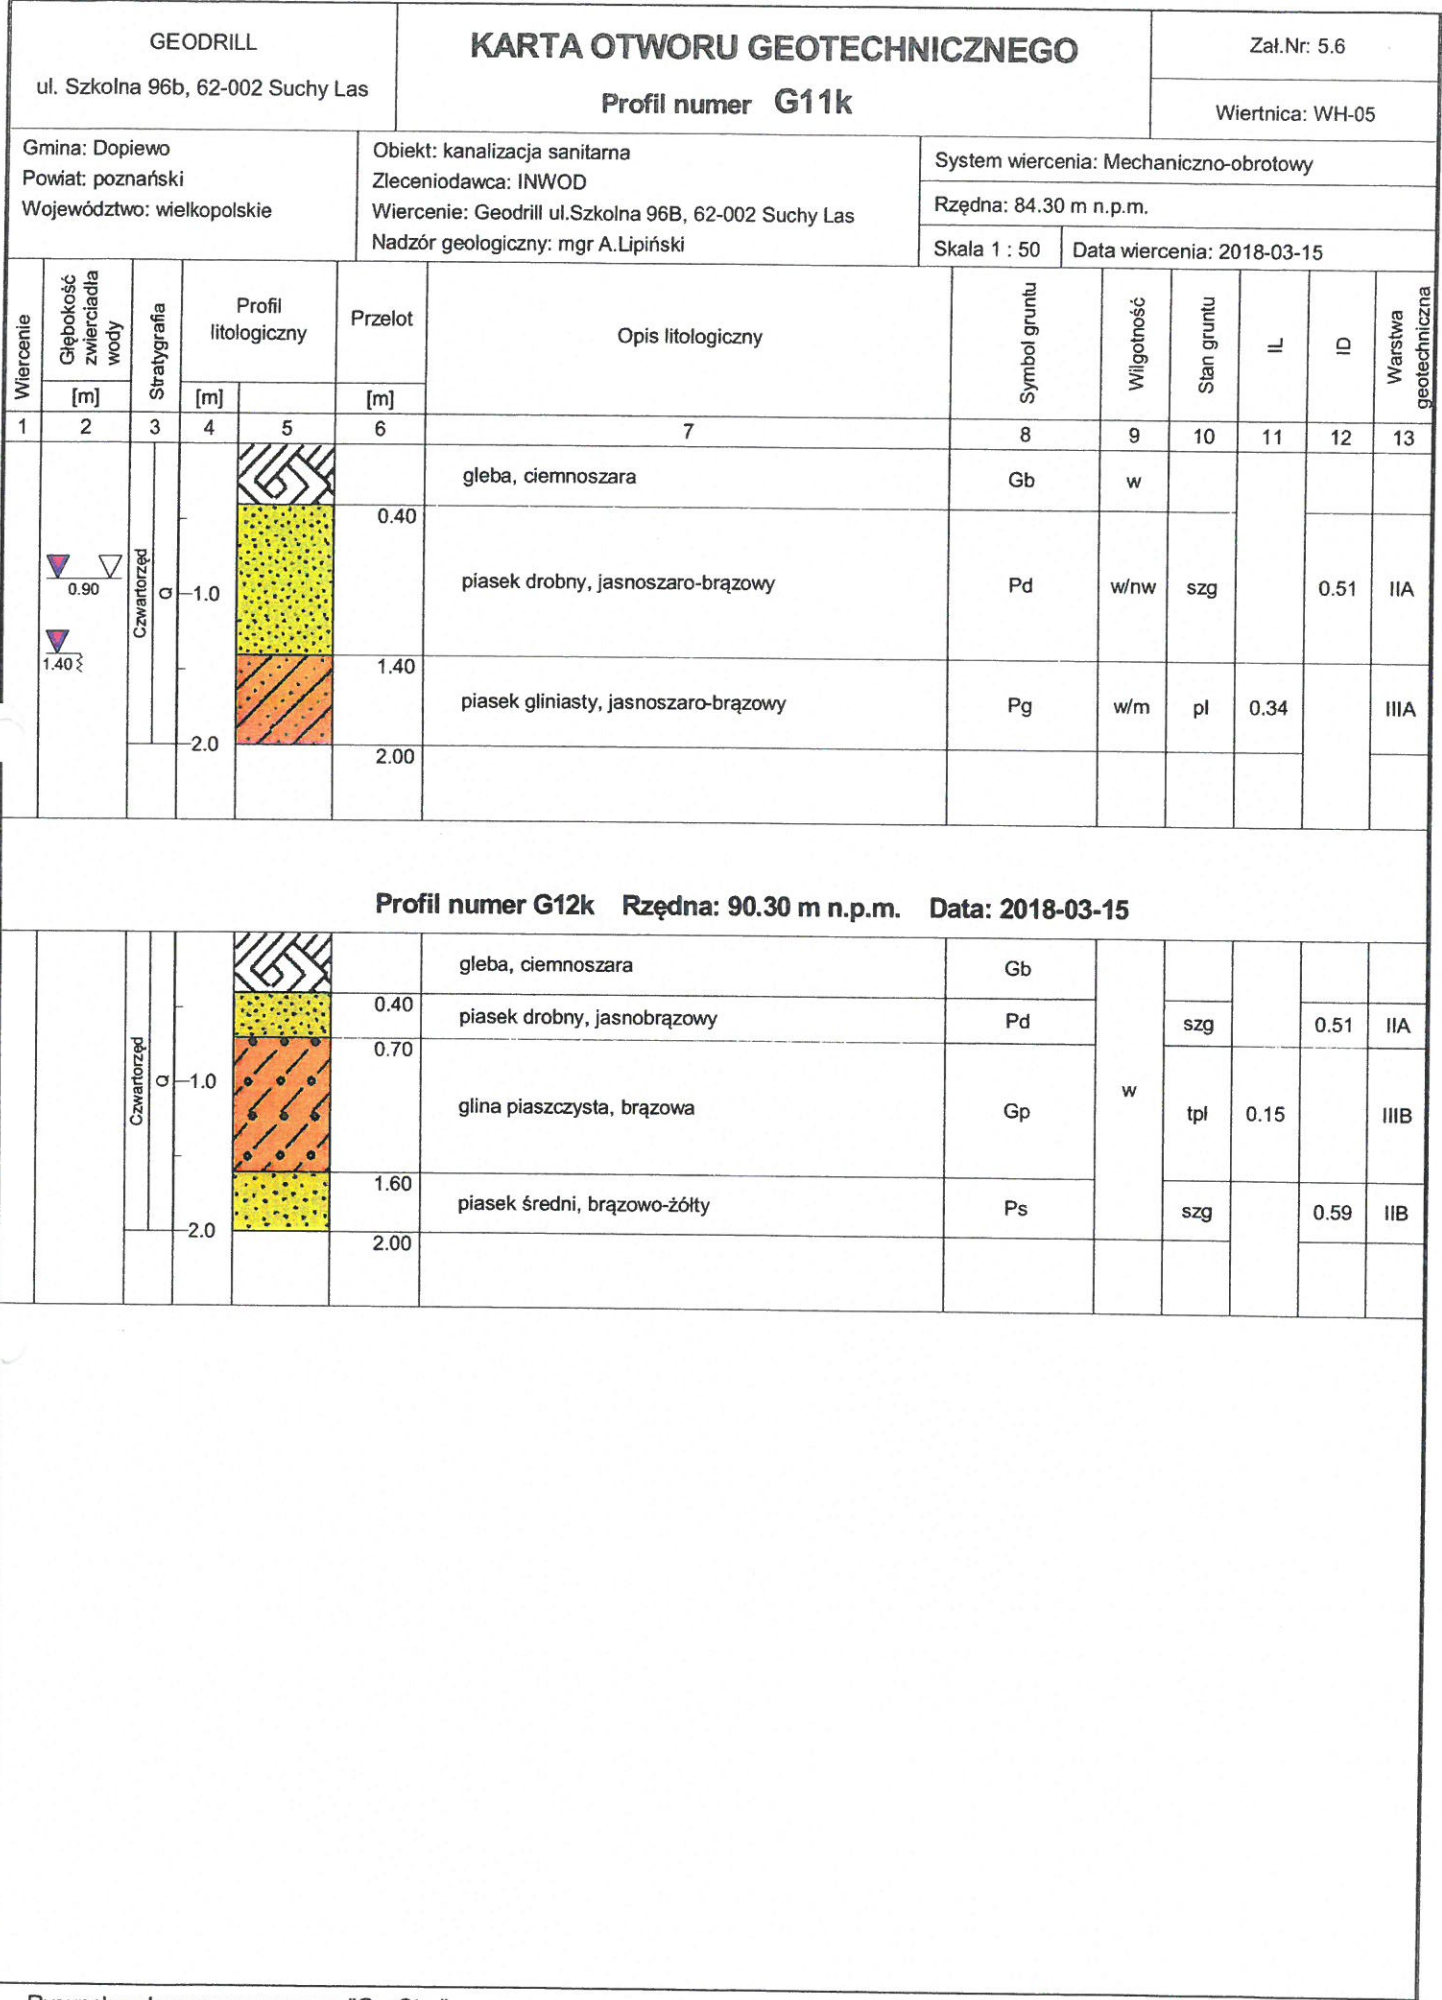 GEODRILL
ul. Szkolna 96b, 62-002 Suchy Las
KARTA OTWORU GEOTECHNICZNEGO
Profil numer G11k
Zał.Nr: 5.6
Wiertnica: WH-05
Gmina: Dopiewo
Powiat: poznański
Województwo: wielkopolskie
Obiekt: kanalizacja sanitarna
Zleceniodawca: INWOD
Wiercenie: Geodrill ul.Szkolna 96B, 62-002 Suchy Las
Nadzór geologiczny: mgr A.Lipiński
System wiercenia: Mechaniczno-obrotowy
Rzędna: 84.30 m n.p.m.
Skala 1 : 50 Data wiercenia: 2018-03-15
Wiercenie
Głębokość
zwierciadła
wody
[m]
Stratygrafia
Profil
litologiczny
[m]
Przelot
[m]
Opis litologiczny
Symbol gruntu
Wilgotność
Stan gruntu
IL
ID
Warstwa
geotechniczna
1 2 3 4 5 6 7 8 9 10 11 12 13
gleba, ciemnoszara Gb w
0.40
0.90
Czwartorzęd
Q
1.0
piasek drobny, jasnoszaro-brązowy Pd w/nw szg 0.51 IIA
1.40
1.40
piasek gliniasty, jasnoszaro-brązowy Pg w/m pl 0.34 IIIA
2.0
2.00
Profil numer G12k Rzędna: 90.30 m n.p.m. Data: 2018-03-15
gleba, ciemnoszara Gb
0.40
piasek drobny, jasnobrązowy Pd szg 0.51 IIA
0.70
Czwartorzęd
Q
1.0
w
glina piaszczysta, brązowa Gp tpl 0.15 IIIB
1.60
piasek średni, brązowo-żółty Ps szg 0.59 IIB
2.0
2.00